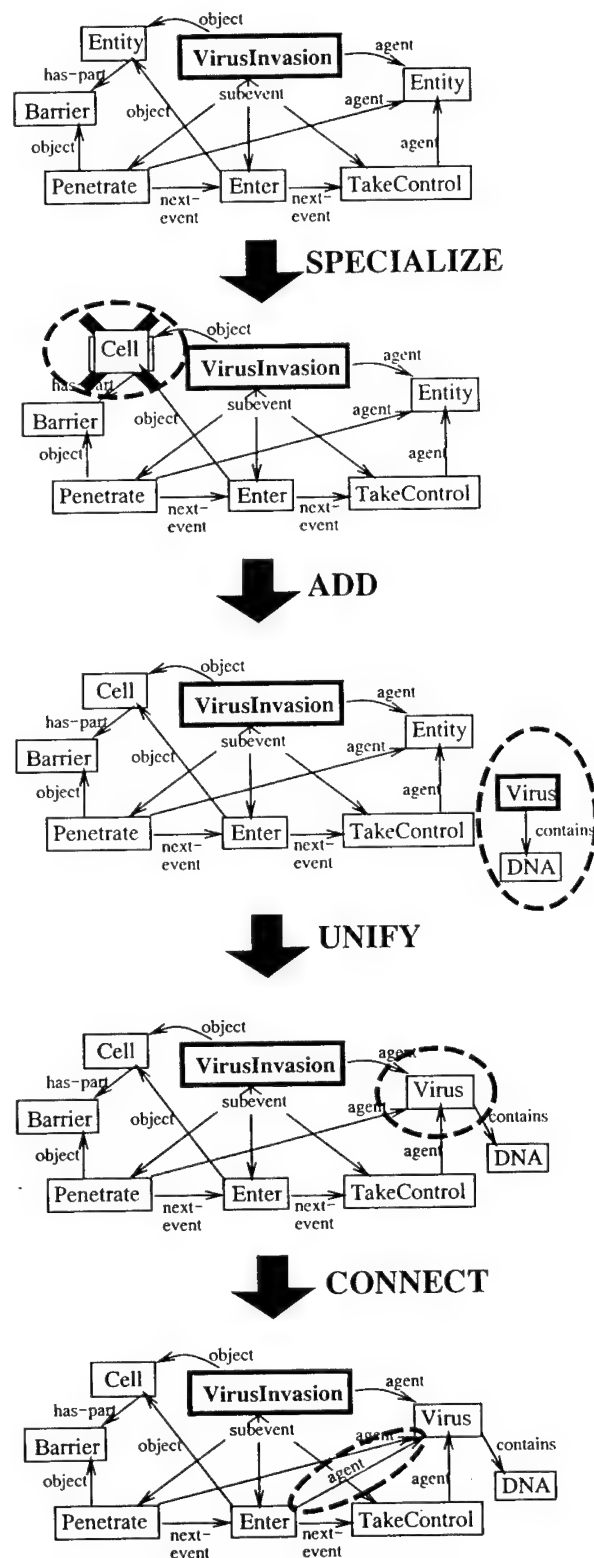 object
Entity
VirusInvasion
agent
has-part
Entity
subevent
agent
Barrier
object
object
agent
Penetrate
Enter
TakeControl
next-
event
next-
event
SPECIALIZE
object
Cell
VirusInvasion
agent
has-part
Entity
subevent
Barrier
object
agent
object
agent
Penetrate
Enter
TakeControl
next-
event
next-
event
ADD
object
Cell
VirusInvasion
agent
has-part
Entity
subevent
agent
Barrier
object
object
agent
Virus
contains
Penetrate
Enter
TakeControl
next-
event
next-
event
DNA
UNIFY
object
Cell
VirusInvasion
agent
has-part
Virus
subevent
agent
contains
Barrier
object
object
agent
DNA
Penetrate
Enter
TakeControl
next-
event
next-
event
CONNECT
object
Cell
VirusInvasion
agent
has-part
Virus
subevent
agent
contains
Barrier
object
agent
object
agent
DNA
Penetrate
Enter
TakeControl
next-
event
next-
event